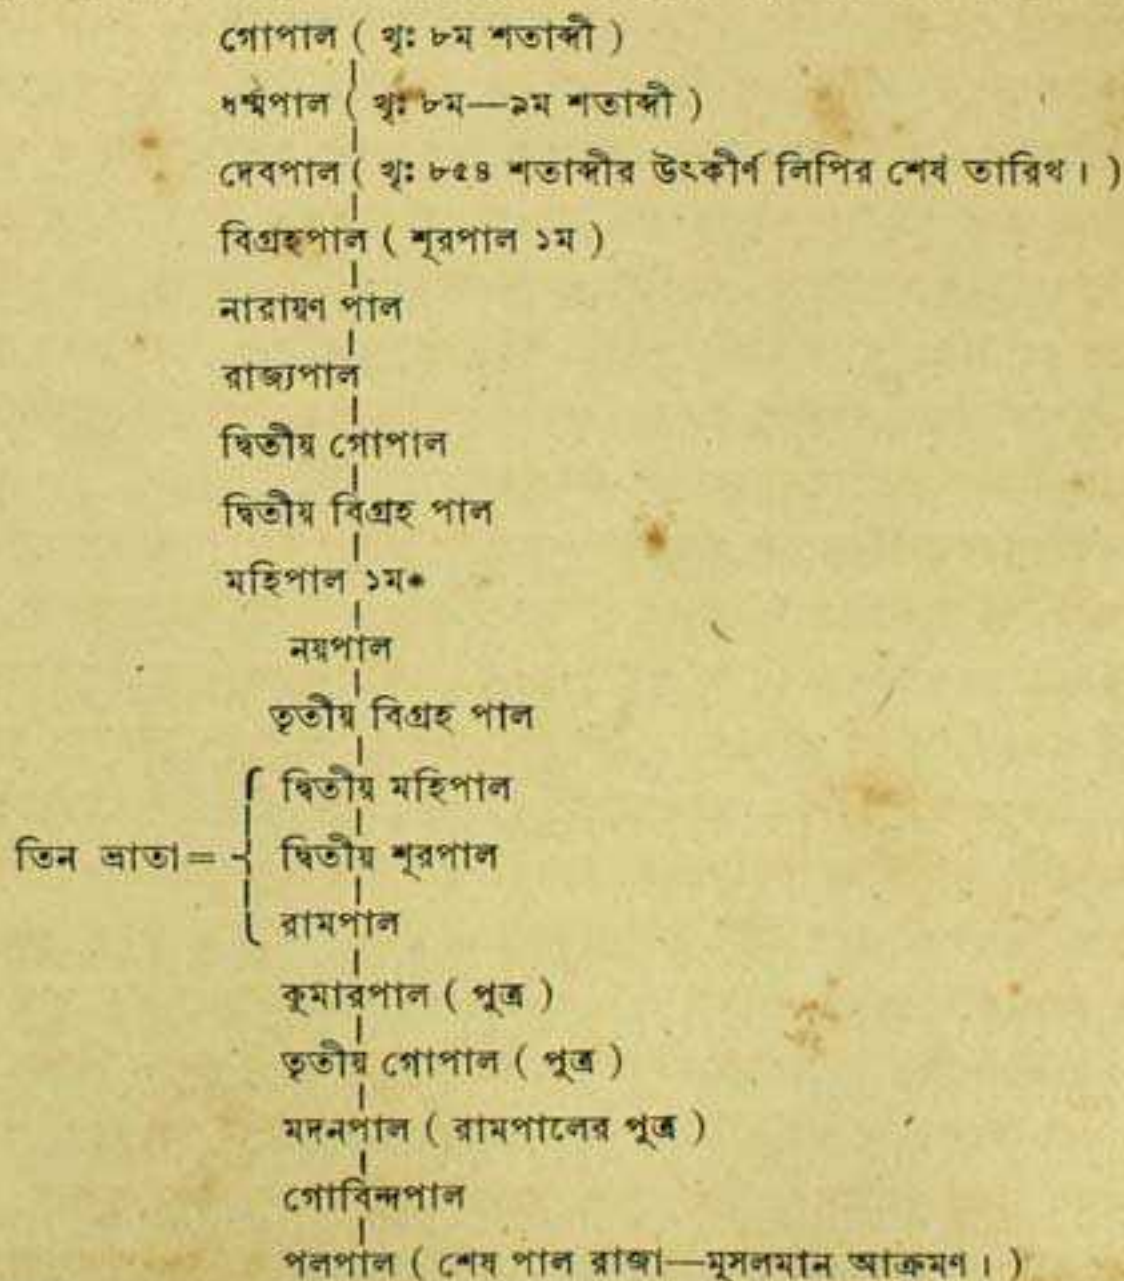 গোপাল ( খৃঃ ৮ম শতাব্দী )
ধর্ম্মপাল ( খৃঃ ৮ম—৯ম শতাব্দী )
দেবপাল ( খৃঃ ৮৫৪ শতাব্দীর উৎকীর্ণ লিপির শেষ তারিখ। )
বিগ্রহপাল ( শূরপাল ১ম )
নারায়ণ পাল
রাজ্যপাল
দ্বিতীয় গোপাল
দ্বিতীয় বিগ্রহ পাল
মহিপাল ১ম*
নয়পাল
তৃতীয় বিগ্রহ পাল
দ্বিতীয় মহিপাল
তিন ভ্রাতা = { দ্বিতীয় শূরপাল
রামপাল
কুমারপাল ( পুত্র )
তৃতীয় গোপাল ( পুত্র )
মদনপাল ( রামপালের পুত্র )
গোবিন্দপাল
পলপাল ( শেষ পাল রাজা—মুসলমান আক্রমণ। )